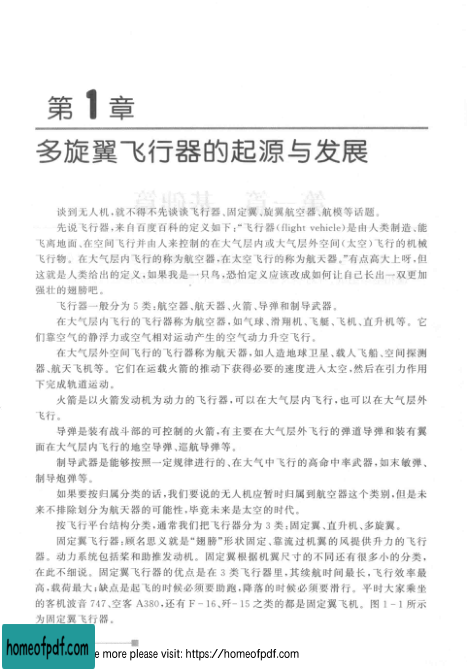 第1章
多旋翼飞行器的起源与发展
谈到无人机,就不得不先谈谈飞行器、固定翼、旋翼航空器、航模等话题。
先说飞行器,来自百度百科的定义如下:“飞行器(flight vehicle)是由人类制造、能
飞离地面、在空间飞行并由人来控制的在大气层内或大气层外空间(太空)飞行的机械
飞行物。在大气层内飞行的称为航空器,在太空飞行的称为航天器。”有点高大上呀,但
这就是人类给出的定义,如果我是一只鸟,恐怕定义应该改成如何让自己长出一双更加
强壮的翅膀吧。
飞行器一般分为5类:航空器、航天器、火箭、导弹和制导武器。
在大气层内飞行的飞行器称为航空器,如气球、滑翔机、飞艇、飞机、直升机等。它
们靠空气的静浮力或空气相对运动产生的空气动力升空飞行。
在大气层外空间飞行的飞行器称为航天器,如人造地球卫星、载人飞船、空间探测
器、航天飞机等。它们在运载火箭的推动下获得必要的速度进入太空,然后在引力作用
下完成轨道运动。
火箭是以火箭发动机为动力的飞行器,可以在大气层内飞行,也可以在大气层外
飞行。
导弹是装有战斗部的可控制的火箭,有主要在大气层外飞行的弹道导弹和装有翼
面在大气层内飞行的地空导弹、巡航导弹等。
制导武器是能够按照一定规律进行的、在大气中飞行的高命中率武器,如末敏弹、
制导炮弹等。
如果要按归属分类的话,我们要说的无人机应暂时归属到航空器这个类别,但是未
来不排除划分为航天器的可能性,毕竟未来是太空的时代。
按飞行平台结构分类,通常我们把飞行器分为3类:固定翼、直升机、多旋翼。
固定翼飞行器:顾名思义就是“翅膀”形状固定、靠流过机翼的风提供升力的飞行
器。动力系统包括桨和助推发动机。固定翼根据机翼尺寸的不同还有很多小的分类,
在此不细说。固定翼飞行器的优点是在3类飞行器里,其续航时间最长,飞行效率最
高,载荷最大;缺点是起飞的时候必须要助跑,降落的时候必须要滑行。平时大家乘坐
的客机波音747、空客A380,还有F-16、歼-15之类的都是固定翼飞机。图1-1所示
为固定翼飞行器。
homeofpdf.com
e more please visit: https://homeofpdf.com